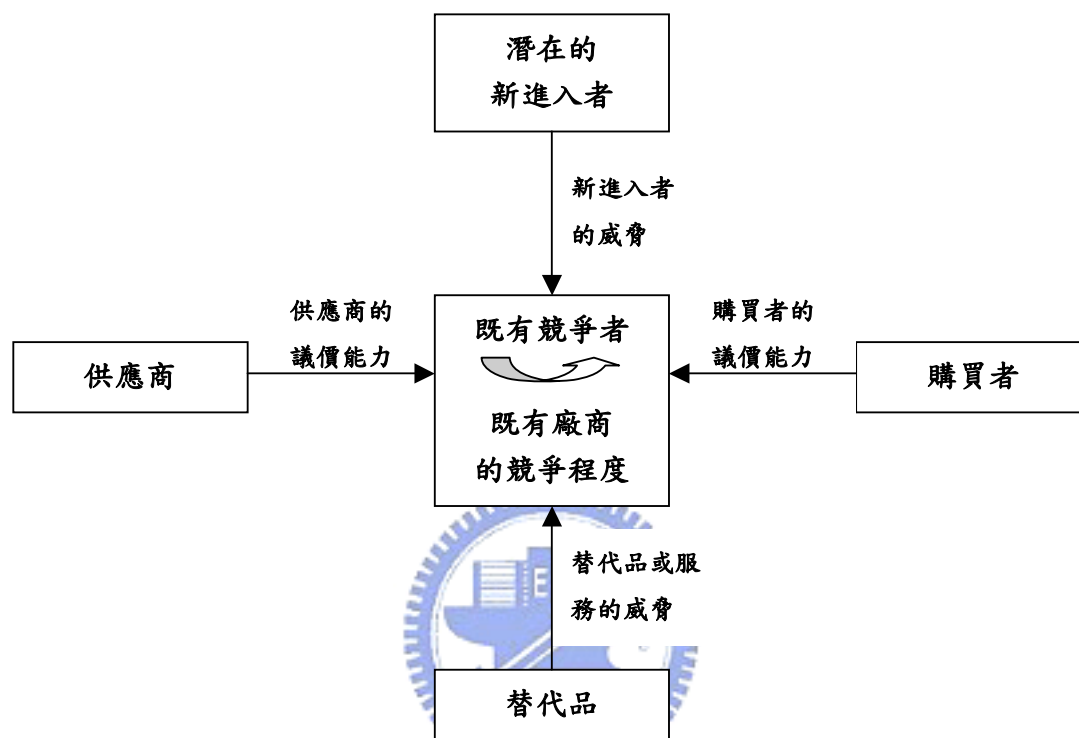 潛在的
新進入者
新進入者
的威脅
供應商的
議價能力
供應商
既有競爭者
既有廠商
的競爭程度
購買者的
議價能力
購買者
替代品或服
務的威脅
替代品